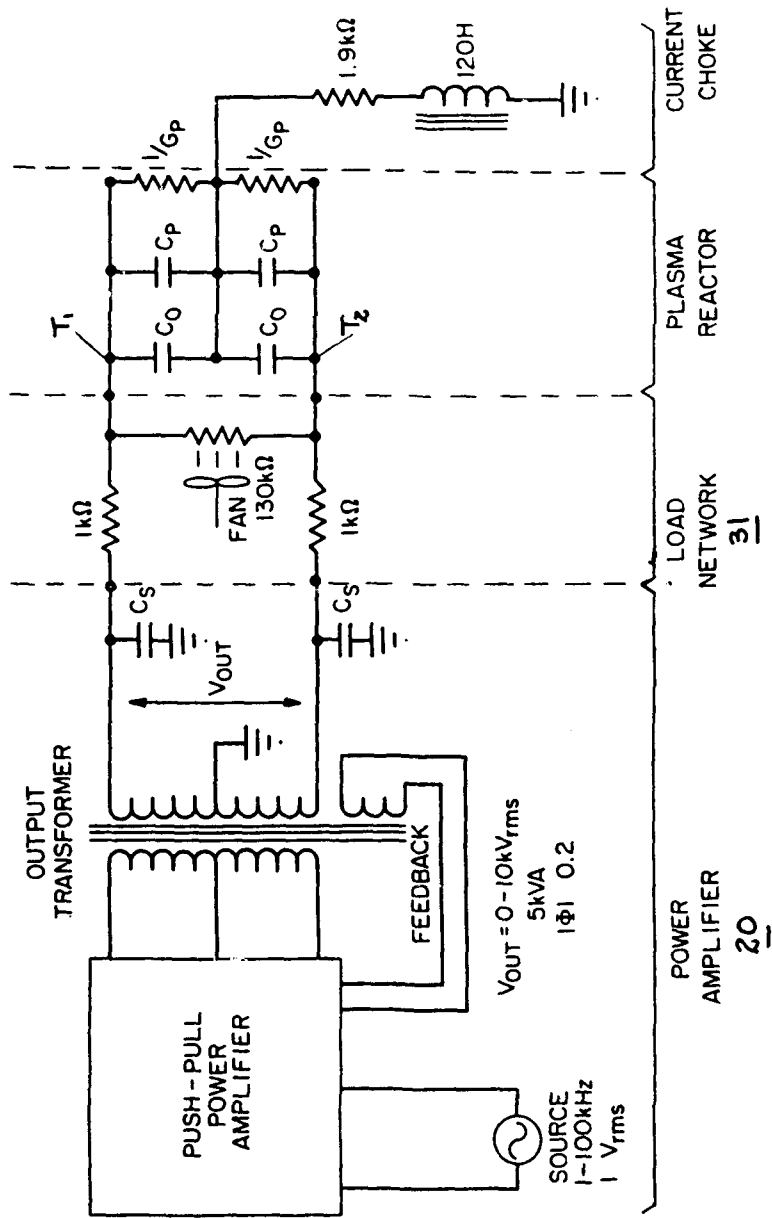 OUTPUT
TRANSFORMER
PUSH-PULL
POWER
AMPLIFIER
SOURCE
1-100kHz
1 Vrms
FEEDBACK
VOUT
CS
CS
VOUT = 0-10kVrms
5kVA
|Φ| 0.2
1kΩ
FAN
130kΩ
1kΩ
T1
T2
CO
CP
1/GP
CO
CP
1/GP
1.9kΩ
120H
POWER
AMPLIFIER
20
LOAD
NETWORK
31
PLASMA
REACTOR
CURRENT
CHOKE